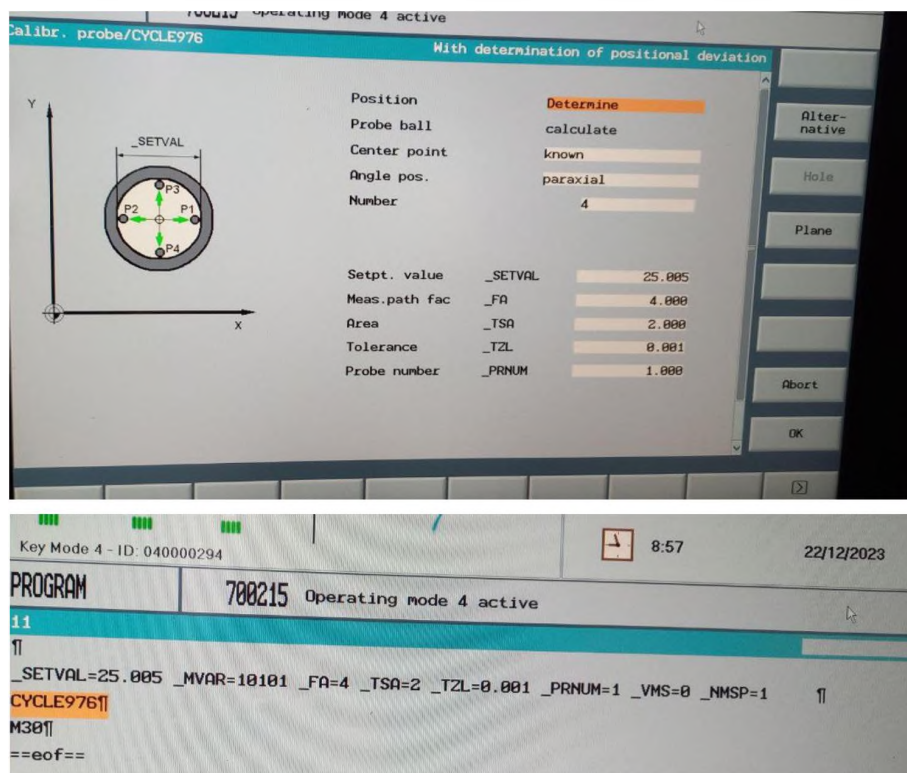 700215 Operating mode 4 active
Calibr. probe/CYCLE976
With determination of positional deviation
Y
_SETVAL
P3
P2
P1
P4
X
Position Determine
Probe ball calculate
Center point known
Angle pos. paraxial
Number 4
Setpt. value _SETVAL 25.005
Meas.path fac _FA 4.000
Area _TSA 2.000
Tolerance _TZL 0.001
Probe number _PRNUM 1.000
Alter-
native
Hole
Plane
Abort
OK
Key Mode 4 - ID: 040000294
8:57
22/12/2023
PROGRAM
700215 Operating mode 4 active
11
¶
_SETVAL=25.005 _MVAR=10101 _FA=4 _TSA=2 _TZL=0.001 _PRNUM=1 _VMS=0 _NMSP=1 ¶
CYCLE976¶
M30¶
==eof==